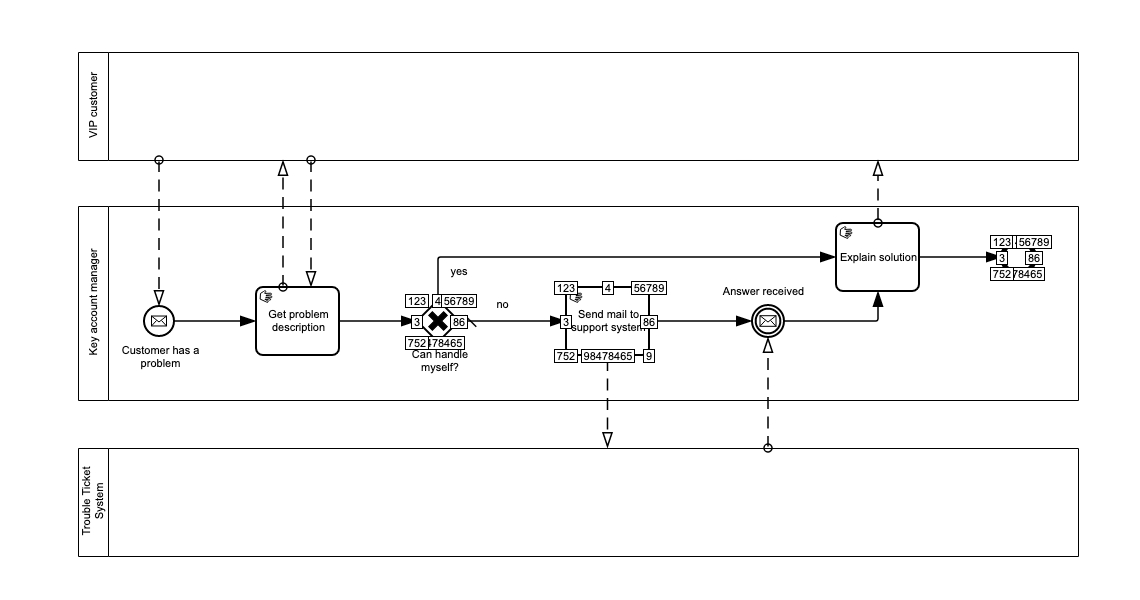 VIP customer
Key account manager
Customer has a
problem
Get problem
description
yes
123 4 56789
3 86
752 78465
Can handle
myself?
no
123 4 56789
Send mail to
3 support system 86
752 98478465 9
Answer received
Explain solution
123 56789
3 86
752 78465
Trouble Ticket
System